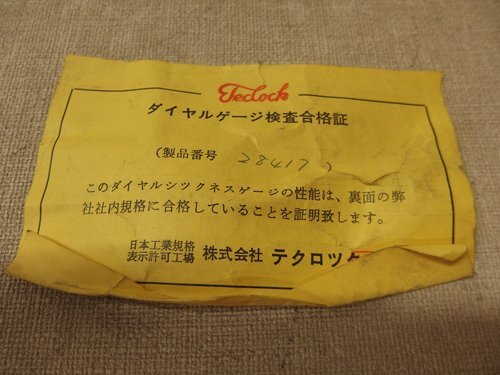 Teclock
ダイヤルゲージ検査合格証
(製品番号 28417)
このダイヤルシツクネスゲージの性能は、裏面の弊
社社内規格に合格していることを証明致します。
日本工業規格
表示許可工場 株式会社 テクロツク